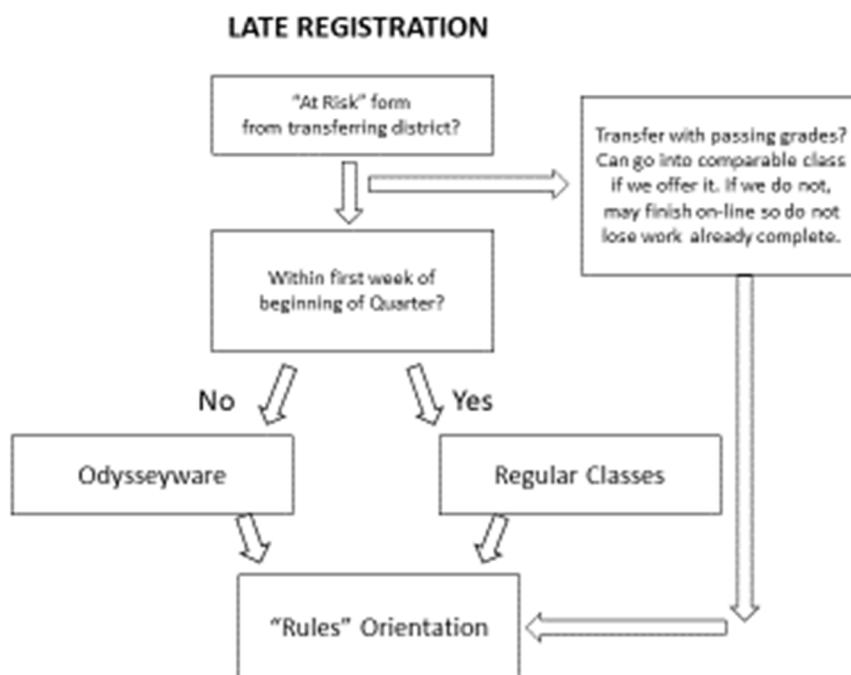 LATE REGISTRATION
"At Risk" form
from transferring district?
Transfer with passing grades?
Can go into comparable class
if we offer it. If we do not,
may finish on-line so do not
lose work already complete.
Within first week of
beginning of Quarter?
No
Yes
Odysseyware
Regular Classes
"Rules" Orientation